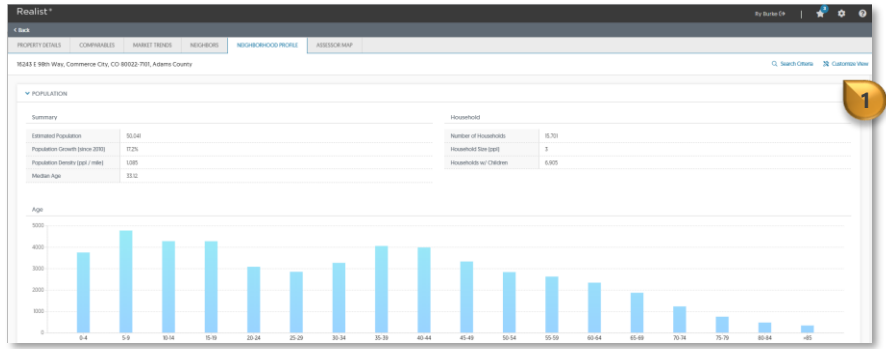 Realist®
Try Burke D
3
< Back
PROPERTY DETAILS COMPARABLES MARKET TRENDS NEIGHBORS NEIGHBORHOOD PROFILE ASSESSOR MAP
16243 E 98th Way, Commerce City, CO 80022-7101, Adams County
Search Criteria Customize View
1
POPULATION
Summary Household
Estimated Population 50,041 Number of Households 15,701
Population Growth (since 2010) 17.2% Household Size (ppl) 3
Population Density (ppl / mile) 1,085 Households w/ Children 6,905
Median Age 33.12
Age
5000
4000
3000
2000
1000
0
0-4 5-9 10-14 15-19 20-24 25-29 30-34 35-39 40-44 45-49 50-54 55-59 60-64 65-69 70-74 75-79 80-84 >85